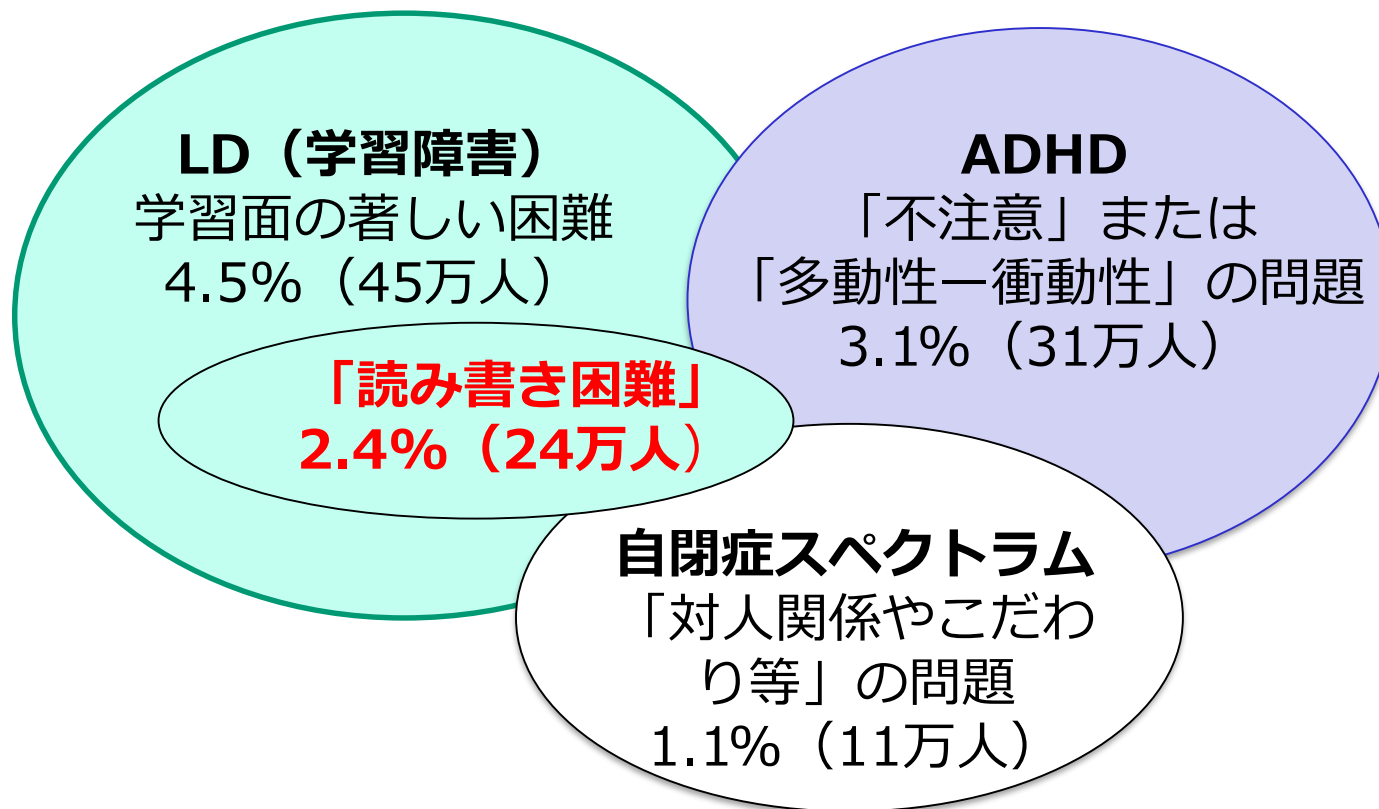 LD（学習障害）
学習面の著しい困難
4.5%（45万人）
「読み書き困難」
2.4%（24万人）
ADHD
「不注意」または
「多動性ー衝動性」の問題
3.1%（31万人）
自閉症スペクトラム
「対人関係やこだわ
り等」の問題
1.1%（11万人）